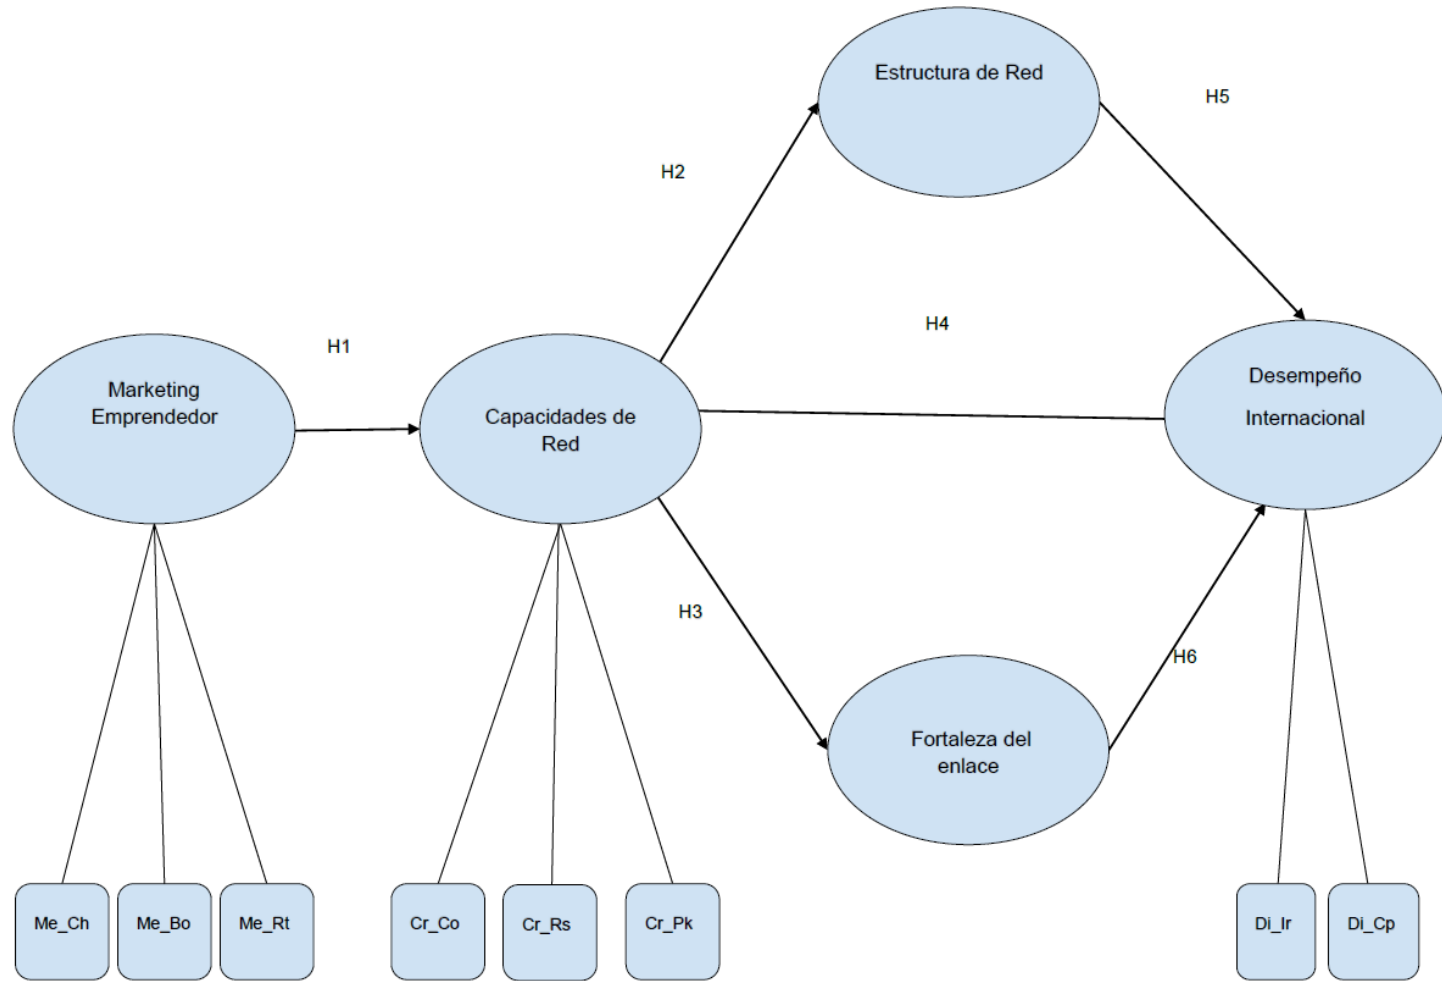 Estructura de Red
H5
H2
H4
H1
Marketing
Emprendedor
Capacidades de
Red
Desempeño
Internacional
H3
H6
Fortaleza del
enlace
Me_Ch
Me_Bo
Me_Rt
Cr_Co
Cr_Rs
Cr_Pk
Di_Ir
Di_Cp